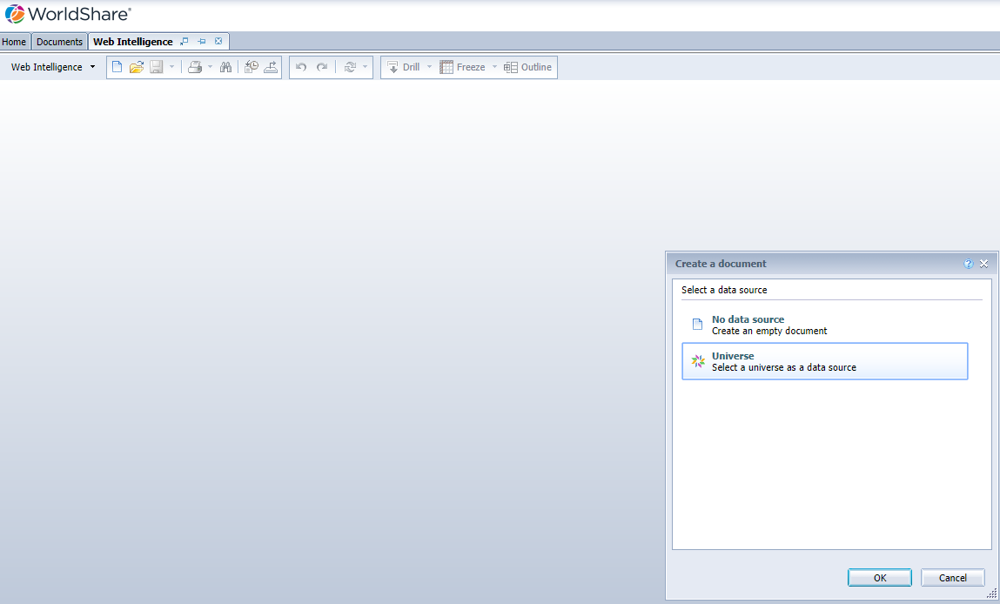 WorldShare®
Home Documents Web Intelligence
Web Intelligence Drill Freeze Outline
Create a document
Select a data source
No data source
Create an empty document
Universe
Select a universe as a data source
OK Cancel